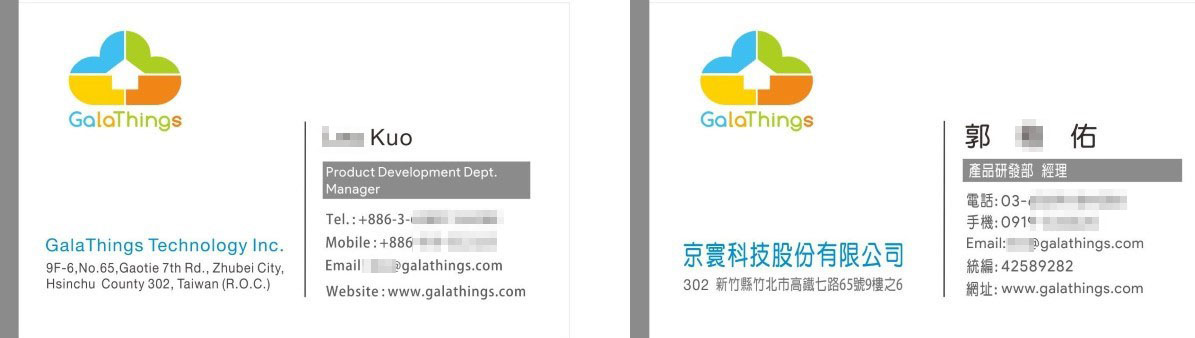 GalaThings
Kuo
Product Development Dept.
Manager
Tel.: +886-3-
Mobile: +886
Email @galathings.com
Website: www.galathings.com
GalaThings Technology Inc.
9F-6,No.65,Gaotie 7th Rd., Zhubei City,
Hsinchu County 302, Taiwan (R.O.C.)
GalaThings
郭 佑
產品研發部 經理
電話: 03-
手機: 091
Email: @galathings.com
統編: 42589282
網址: www.galathings.com
京寰科技股份有限公司
302 新竹縣竹北市高鐵七路65號9樓之6